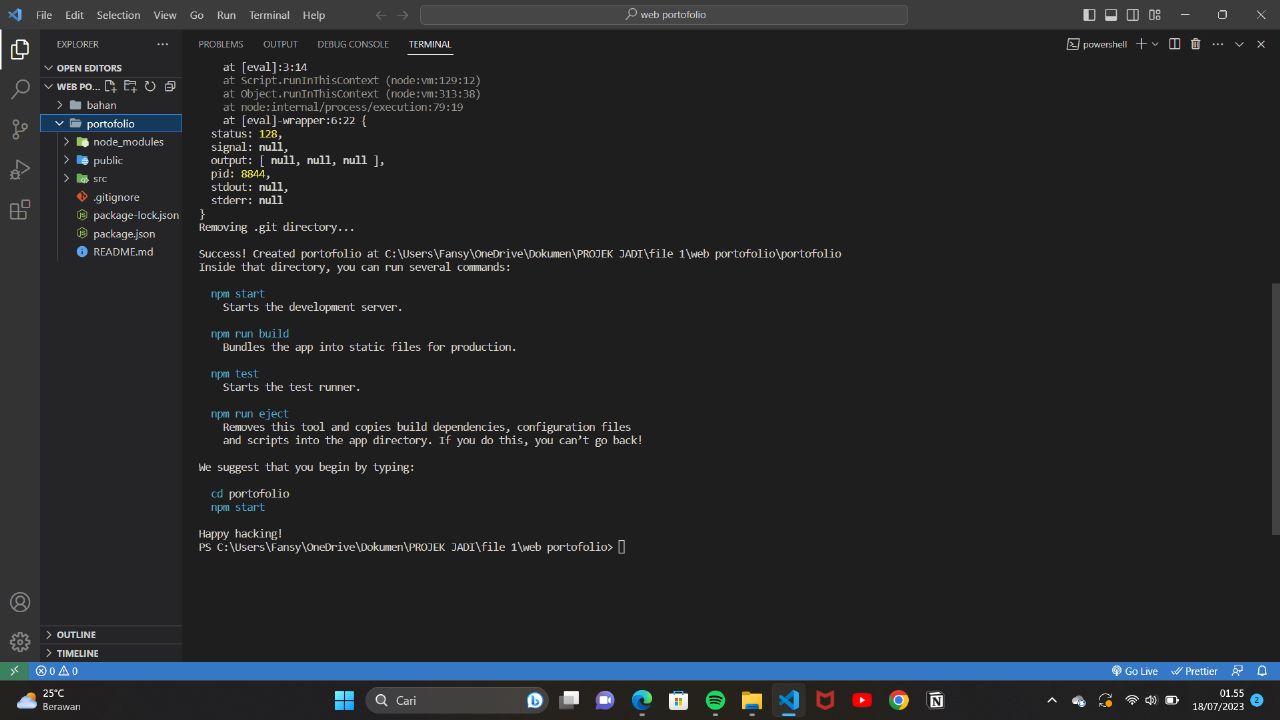 File Edit Selection View Go Run Terminal Help
web portofolio
EXPLORER
PROBLEMS OUTPUT DEBUG CONSOLE TERMINAL
powershell
OPEN EDITORS
WEB PO...
bahan
portofolio
node_modules
public
src
.gitignore
package-lock.json
package.json
README.md
OUTLINE
TIMELINE
at [eval]:3:14
at Script.runInThisContext (node:vm:129:12)
at Object.runInThisContext (node:vm:313:38)
at node:internal/process/execution:79:19
at [eval]-wrapper:6:22 {
status: 128,
signal: null,
output: [ null, null, null ],
pid: 8844,
stdout: null,
stderr: null
}
Removing .git directory...
Success! Created portofolio at C:\Users\Fansy\OneDrive\Dokumen\PROJEK JADI\file 1\web portofolio\portofolio
Inside that directory, you can run several commands:
npm start
Starts the development server.
npm run build
Bundles the app into static files for production.
npm test
Starts the test runner.
npm run eject
Removes this tool and copies build dependencies, configuration files
and scripts into the app directory. If you do this, you can’t go back!
We suggest that you begin by typing:
cd portofolio
npm start
Happy hacking!
PS C:\Users\Fansy\OneDrive\Dokumen\PROJEK JADI\file 1\web portofolio>
0 0
Go Live Prettier
25°C
Berawan
Cari
01.55
18/07/2023
2